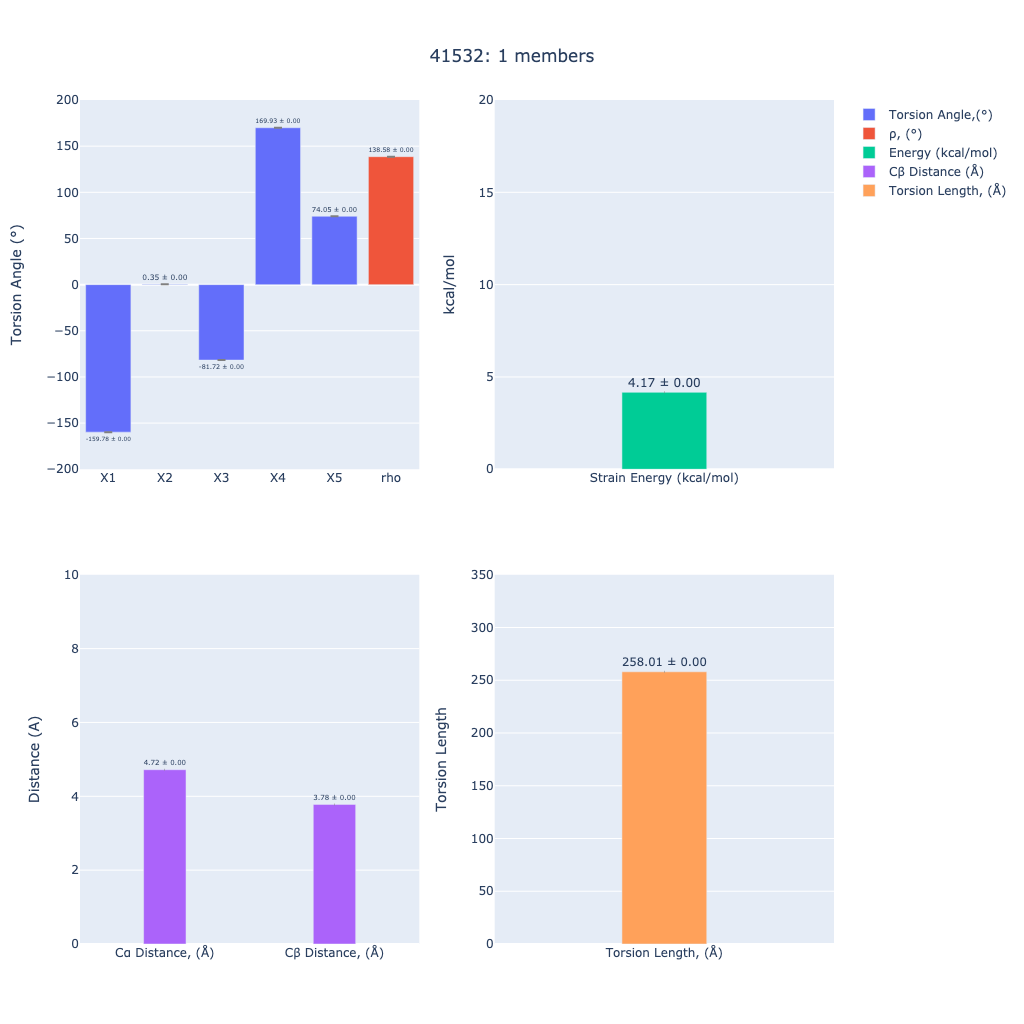 41532: 1 members
Torsion Angle (°)
200
150
100
50
0
−50
−100
−150
−200
-159.78 ± 0.00
0.35 ± 0.00
-81.72 ± 0.00
169.93 ± 0.00
74.05 ± 0.00
138.58 ± 0.00
X1 X2 X3 X4 X5 rho
kcal/mol
20
15
10
5
0
4.17 ± 0.00
Strain Energy (kcal/mol)
Torsion Angle,(°)
ρ, (°)
Energy (kcal/mol)
Cβ Distance (Å)
Torsion Length, (Å)
Distance (A)
10
8
6
4
2
0
4.72 ± 0.00
3.78 ± 0.00
Cα Distance, (Å) Cβ Distance, (Å)
Torsion Length
350
300
250
200
150
100
50
0
258.01 ± 0.00
Torsion Length, (Å)